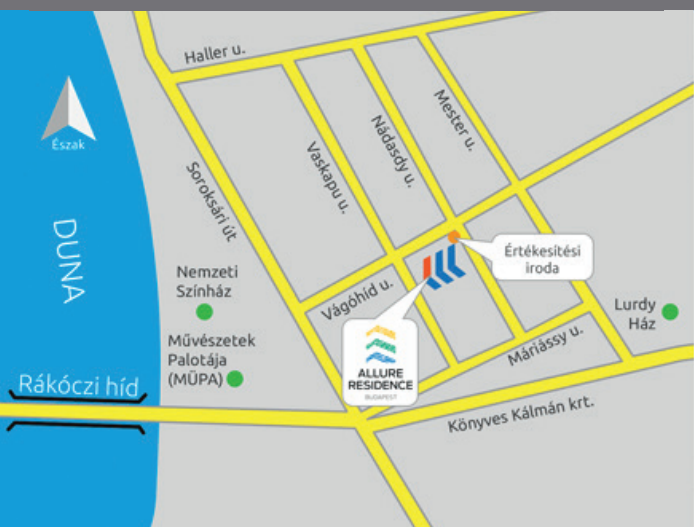 Haller u.
Észak
Mester u.
Nádasdy u.
Vaskapu u.
Soroksári út
DUNA
Értékesítési
iroda
Nemzeti
Színház
Vágóhíd u.
Lurdy
Ház
Művészetek
Palotája
(MŰPA)
Máriássy u.
ALLURE
RESIDENCE
BUDAPEST
Rákóczi híd
Könyves Kálmán krt.